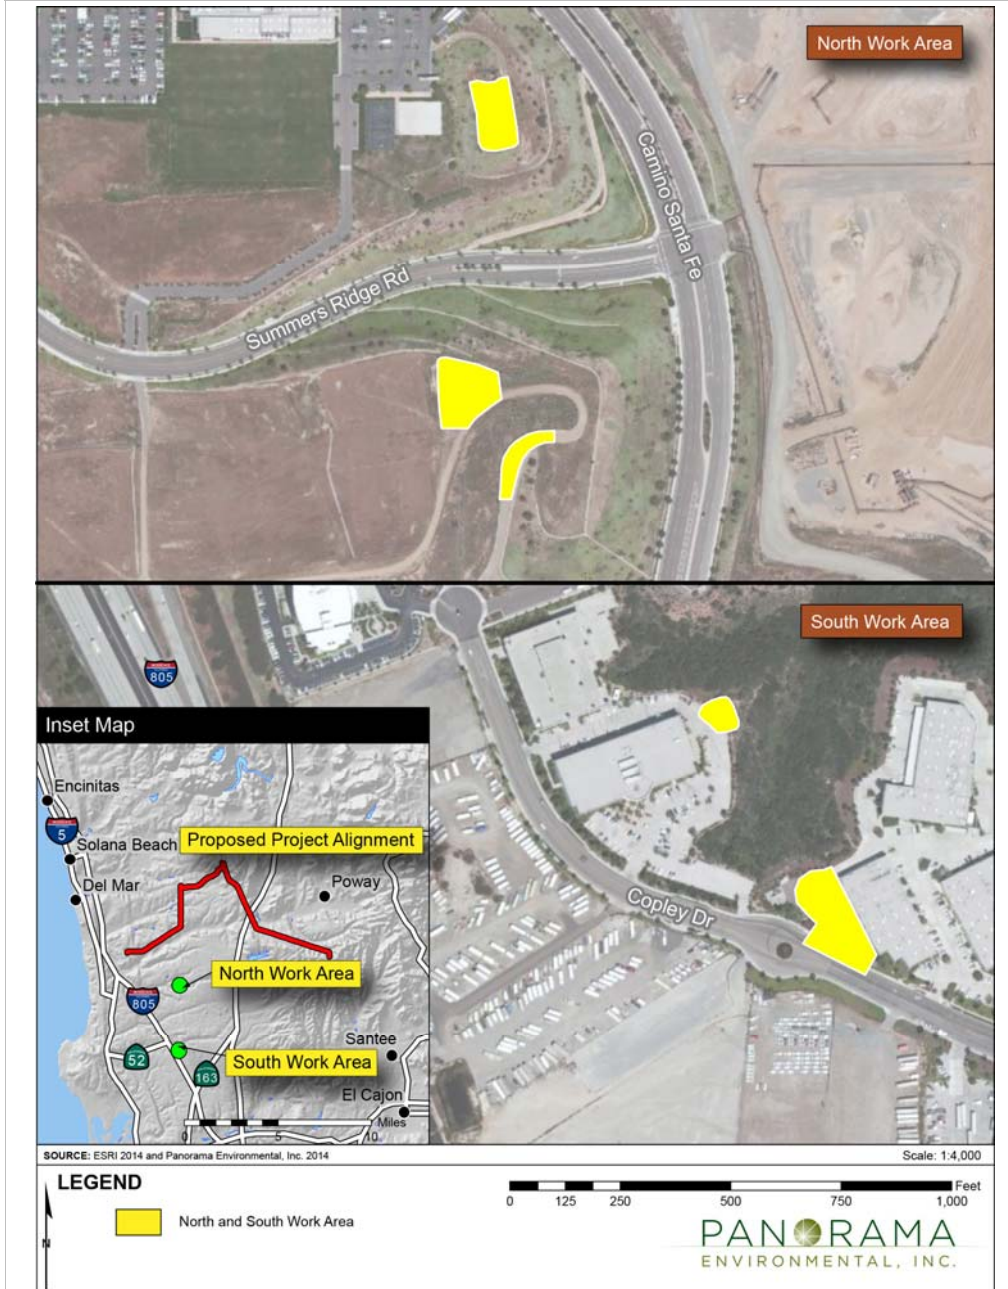 North Work Area
Camino Santa Fe
Summers Ridge Rd
South Work Area
805
Inset Map
Encinitas
5
Solana Beach
Proposed Project Alignment
Del Mar
Poway
North Work Area
805
Santee
52
South Work Area
163
El Cajon
Miles
0 5 10
Copley Dr
SOURCE: ESRI 2014 and Panorama Environmental, Inc. 2014
Scale: 1:4,000
LEGEND
North and South Work Area
N
Feet
0 125 250 500 750 1,000
PANORAMA
ENVIRONMENTAL, INC.